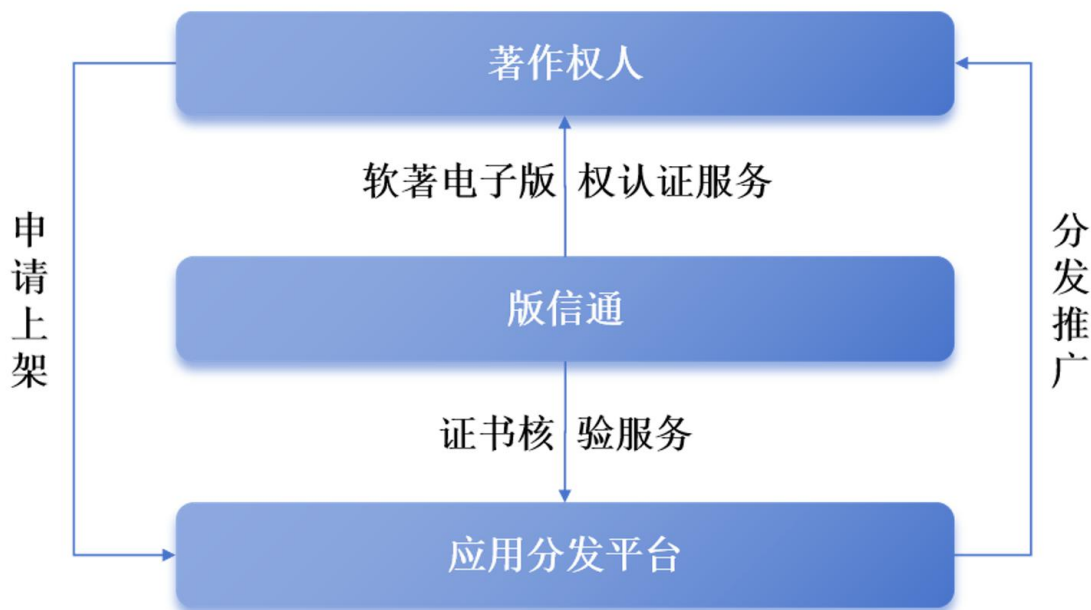 著作权人
软著电子版 权认证服务
申请上架
分发推广
版信通
证书核 验服务
应用分发平台